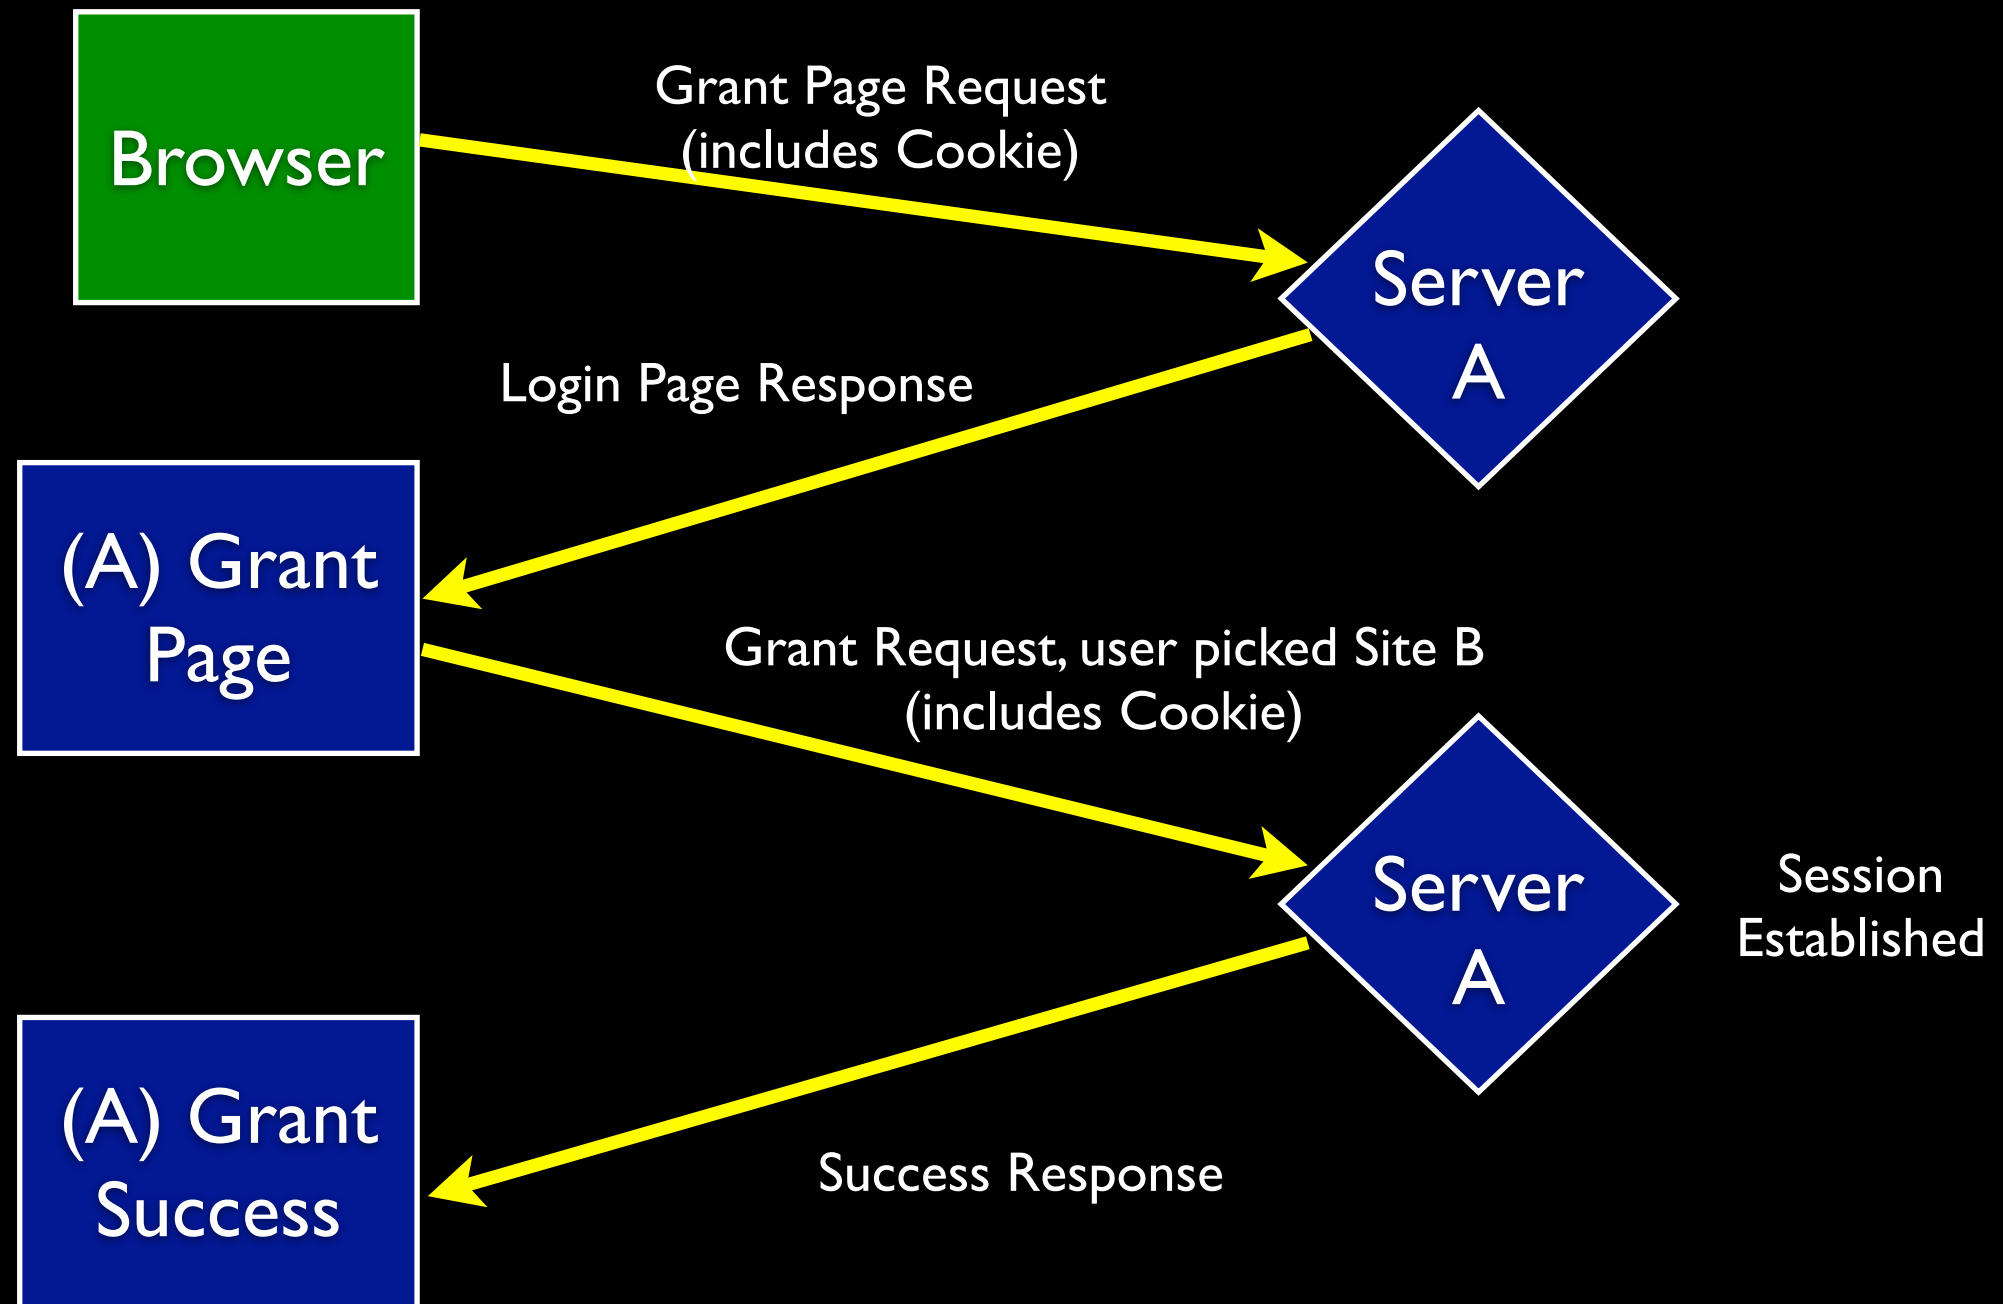 Browser
Grant Page Request
(includes Cookie)
Server
A
Login Page Response
(A) Grant
Page
Grant Request, user picked Site B
(includes Cookie)
Server
A
Session
Established
(A) Grant
Success
Success Response